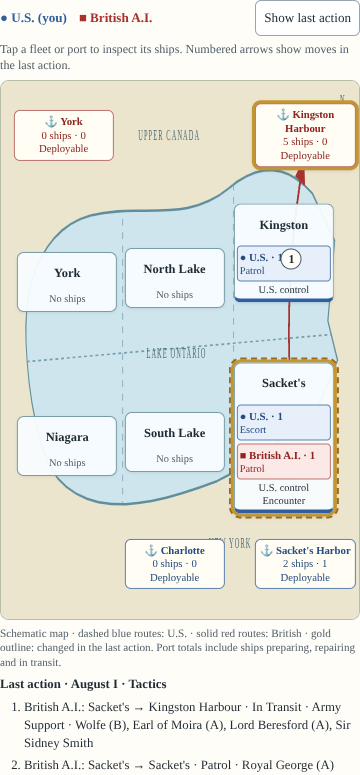 ● U.S. (you) ■ British A.I.
Show last action
Tap a fleet or port to inspect its ships. Numbered arrows show moves in
the last action.
N
⚓ York
0 ships · 0
Deployable
UPPER CANADA
⚓ Kingston
Harbour
5 ships · 0
Deployable
Kingston
● U.S. · 1
Patrol
U.S. control
1
York
No ships
North Lake
No ships
LAKE ONTARIO
Sacket's
● U.S. · 1
Escort
■ British A.I. · 1
Patrol
U.S. control
Encounter
Niagara
No ships
South Lake
No ships
YORK
⚓ Charlotte
0 ships · 0
Deployable
⚓ Sacket's Harbor
2 ships · 1
Deployable
Schematic map · dashed blue routes: U.S. · solid red routes: British · gold
outline: changed in the last action. Port totals include ships preparing, repairing
and in transit.
Last action · August I · Tactics
1. British A.I.: Sacket's → Kingston Harbour · In Transit · Army
Support · Wolfe (B), Earl of Moira (A), Lord Beresford (A), Sir
Sidney Smith
2. British A.I.: Sacket's → Sacket's · Patrol · Royal George (A)